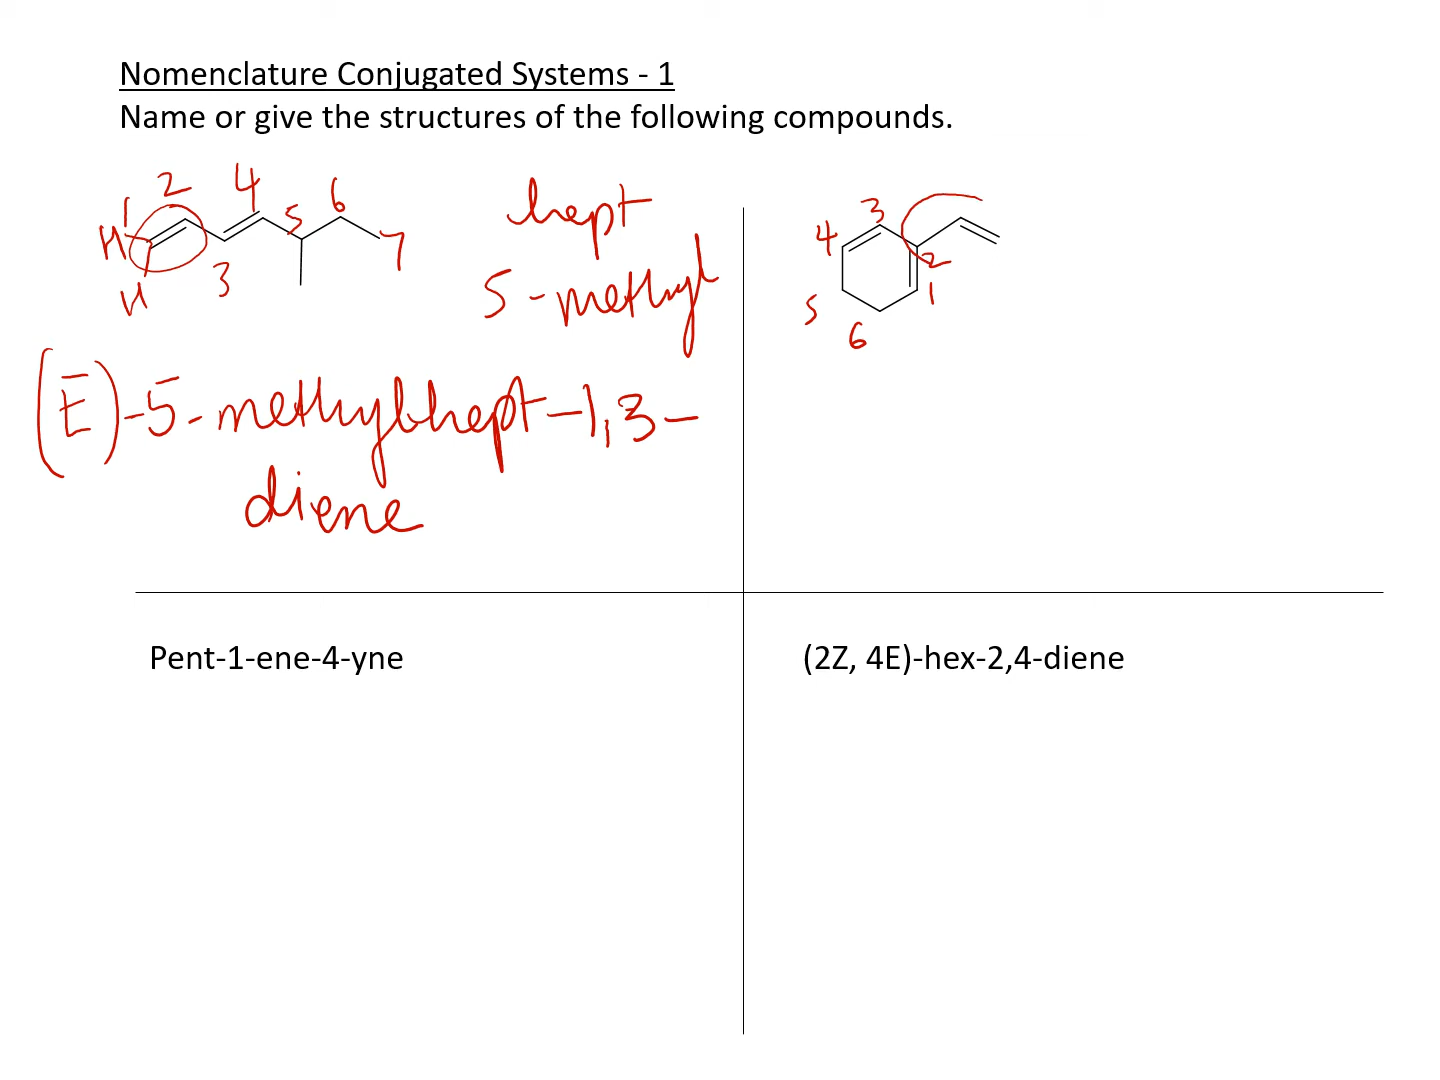 Nomenclature Conjugated Systems - 1
Name or give the structures of the following compounds.
1 2 3 4 5 6 7
H
H
hept
5-methyl
(E)-5-methylhept-1,3-
diene
4 3 2 1
5 6
Pent-1-ene-4-yne
(2Z, 4E)-hex-2,4-diene